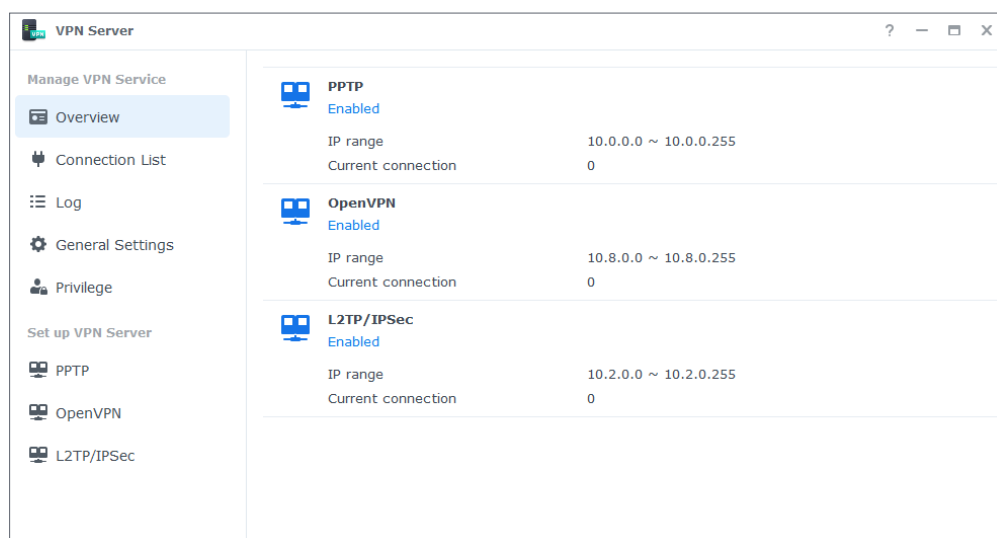 VPN Server
Manage VPN Service
Overview
Connection List
Log
General Settings
Privilege
Set up VPN Server
PPTP
OpenVPN
L2TP/IPSec
PPTP
Enabled
IP range 10.0.0.0 ~ 10.0.0.255
Current connection 0
OpenVPN
Enabled
IP range 10.8.0.0 ~ 10.8.0.255
Current connection 0
L2TP/IPSec
Enabled
IP range 10.2.0.0 ~ 10.2.0.255
Current connection 0